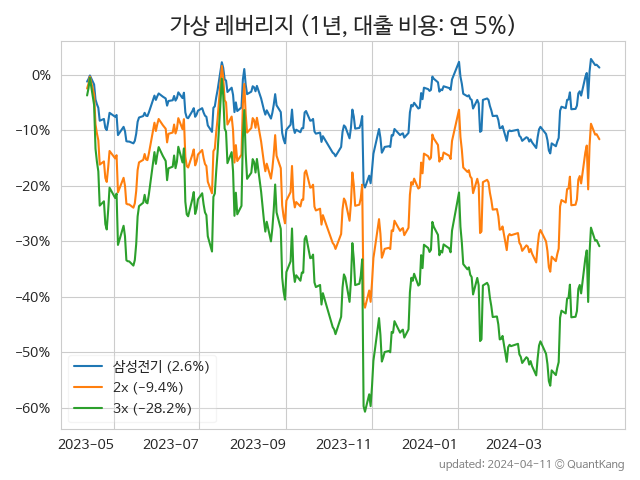 가상 레버리지 (1년, 대출 비용: 연 5%)
0%
−10%
−20%
−30%
−40%
−50%
−60%
삼성전기 (2.6%)
2x (−9.4%)
3x (−28.2%)
2023-05 2023-07 2023-09 2023-11 2024-01 2024-03
updated: 2024-04-11 © QuantKang